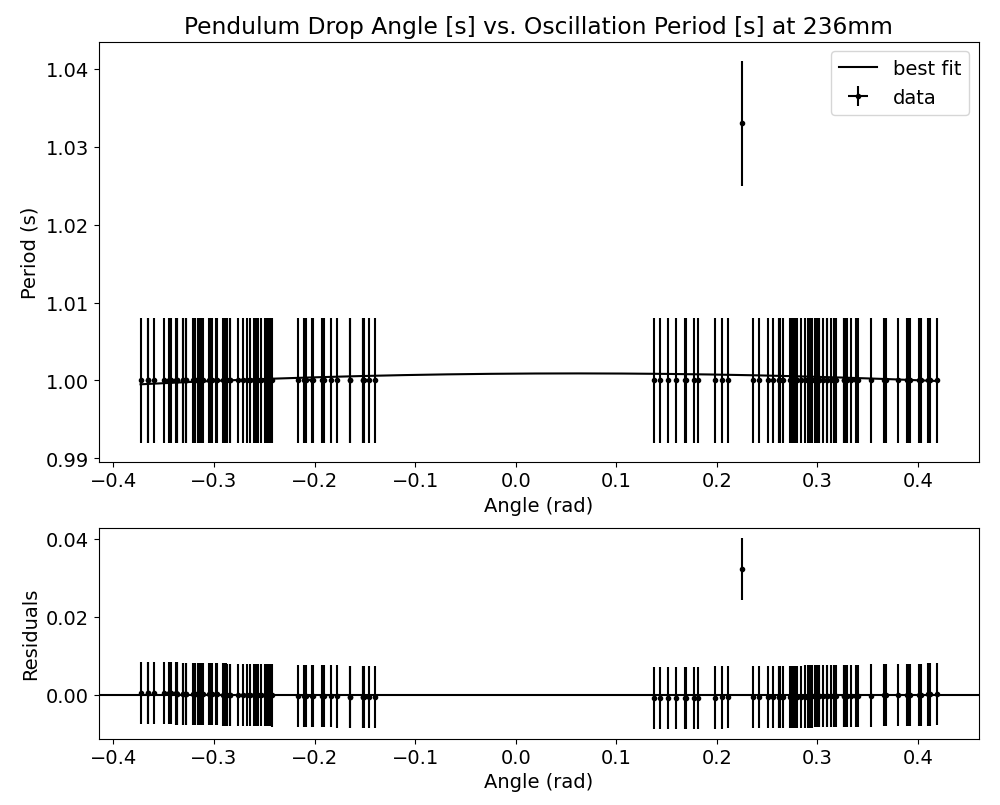 Pendulum Drop Angle [s] vs. Oscillation Period [s] at 236mm
best fit
data
Period (s)
1.04
1.03
1.02
1.01
1.00
0.99
−0.4 −0.3 −0.2 −0.1 0.0 0.1 0.2 0.3 0.4
Angle (rad)
Residuals
0.04
0.02
0.00
−0.4 −0.3 −0.2 −0.1 0.0 0.1 0.2 0.3 0.4
Angle (rad)